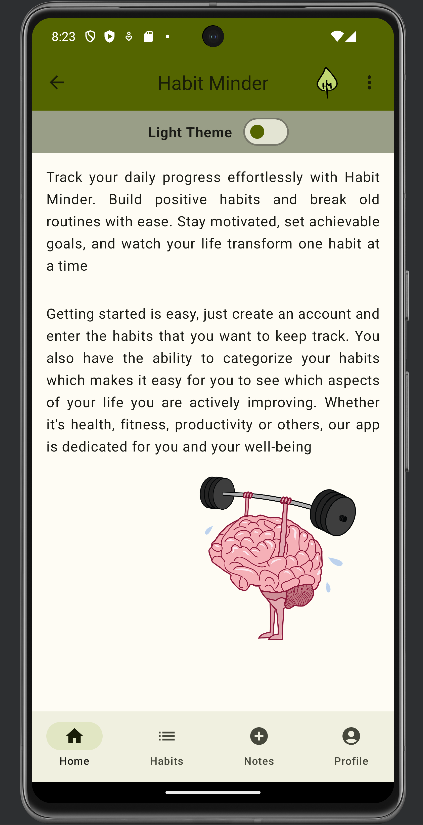 8:23
Habit Minder
Light Theme
Track your daily progress effortlessly with Habit
Minder. Build positive habits and break old
routines with ease. Stay motivated, set achievable
goals, and watch your life transform one habit at
a time
Getting started is easy, just create an account and
enter the habits that you want to keep track. You
also have the ability to categorize your habits
which makes it easy for you to see which aspects
of your life you are actively improving. Whether
it's health, fitness, productivity or others, our app
is dedicated for you and your well-being
Home
Habits
Notes
Profile